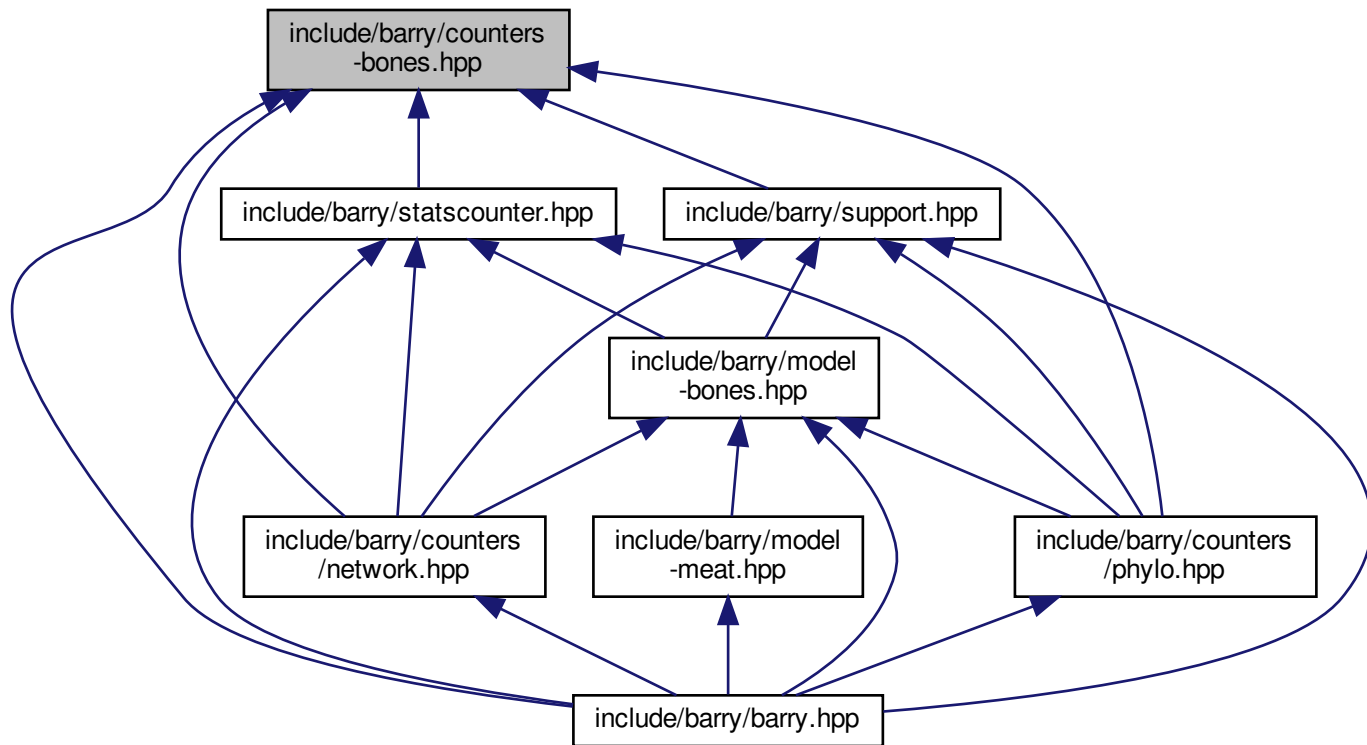 include/barry/counters
-bones.hpp
include/barry/statscounter.hpp
include/barry/support.hpp
include/barry/model
-bones.hpp
include/barry/counters
/network.hpp
include/barry/model
-meat.hpp
include/barry/counters
/phylo.hpp
include/barry/barry.hpp